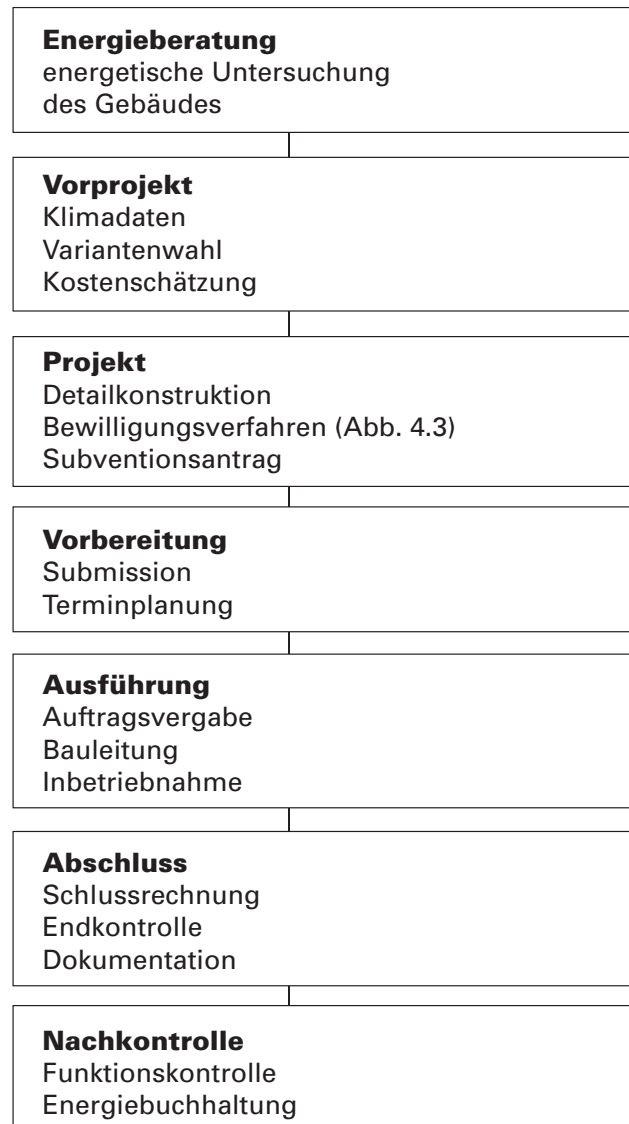 Energieberatung
energetische Untersuchung
des Gebäudes
Vorprojekt
Klimadaten
Variantenwahl
Kostenschätzung
Projekt
Detailkonstruktion
Bewilligungsverfahren (Abb. 4.3)
Subventionsantrag
Vorbereitung
Submission
Terminplanung
Ausführung
Auftragsvergabe
Bauleitung
Inbetriebnahme
Abschluss
Schlussrechnung
Endkontrolle
Dokumentation
Nachkontrolle
Funktionskontrolle
Energiebuchhaltung